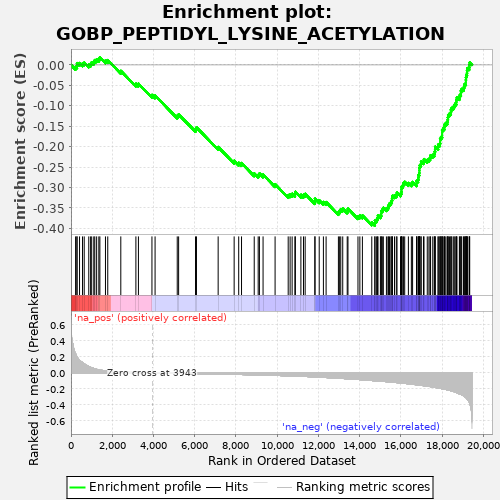 Enrichment plot:
GOBP_PEPTIDYL_LYSINE_ACETYLATION
Enrichment score (ES)
0.00
-0.05
-0.10
-0.15
-0.20
-0.25
-0.30
-0.35
-0.40
Ranked list metric (PreRanked)
'na_pos' (positively correlated)
0.6
0.4
0.2
0.0
-0.2
-0.4
-0.6
Zero cross at 3943
'na_neg' (negatively correlated)
0 2,000 4,000 6,000 8,000 10,000 12,000 14,000 16,000 18,000 20,000
Rank in Ordered Dataset
Enrichment profile Hits Ranking metric scores